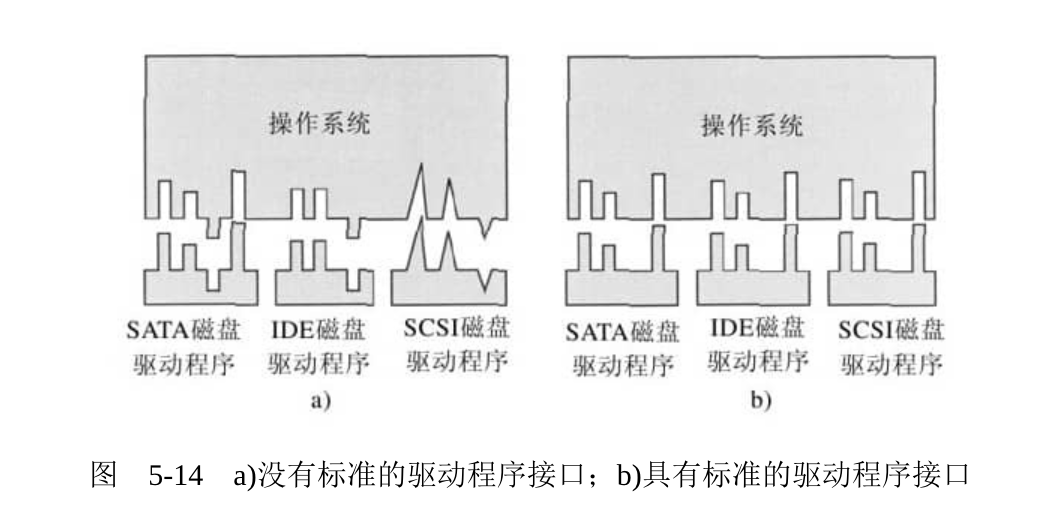 操作系统
操作系统
SATA磁盘
驱动程序
IDE磁盘
驱动程序
SCSI磁盘
驱动程序
SATA磁盘
驱动程序
IDE磁盘
驱动程序
SCSI磁盘
驱动程序
a)
b)
图 5-14 a)没有标准的驱动程序接口；b)具有标准的驱动程序接口